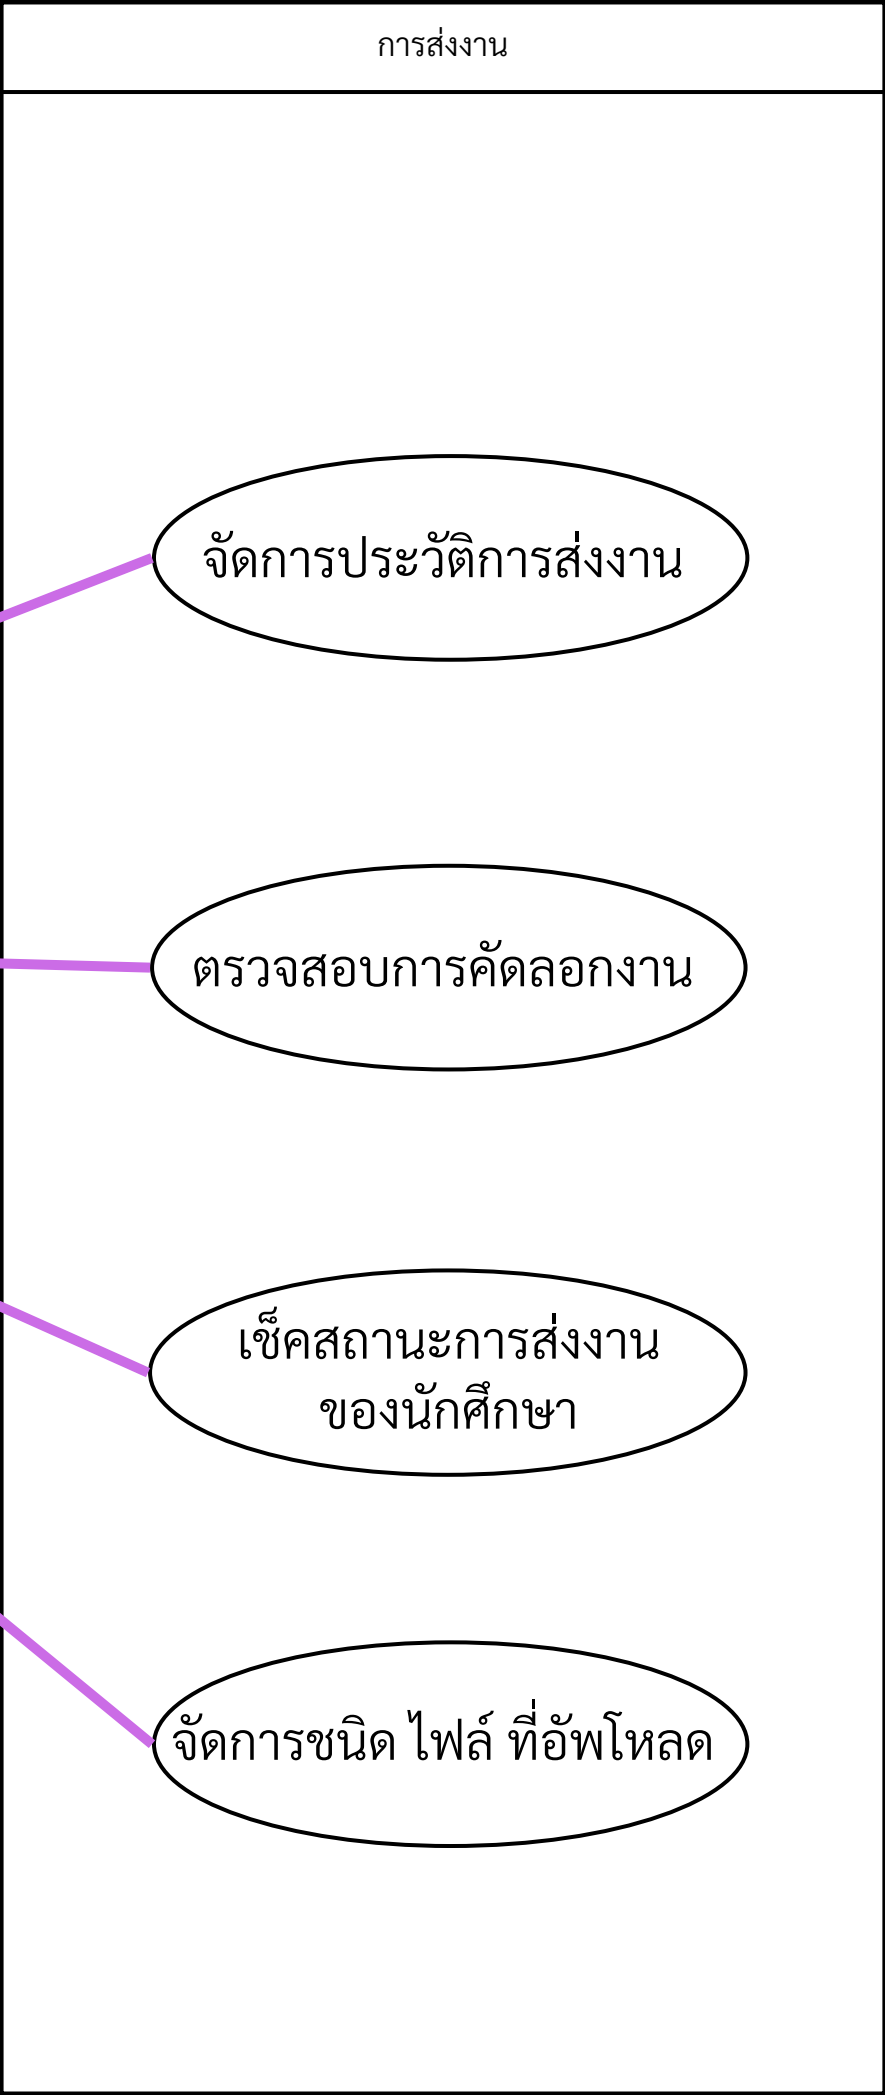 การส่งงาน
จัดการประวัติการส่งงาน
ตรวจสอบการคัดลอกงาน
เช็คสถานะการส่งงาน
ของนักศึกษา
จัดการชนิด ไฟล์ ที่อัพโหลด